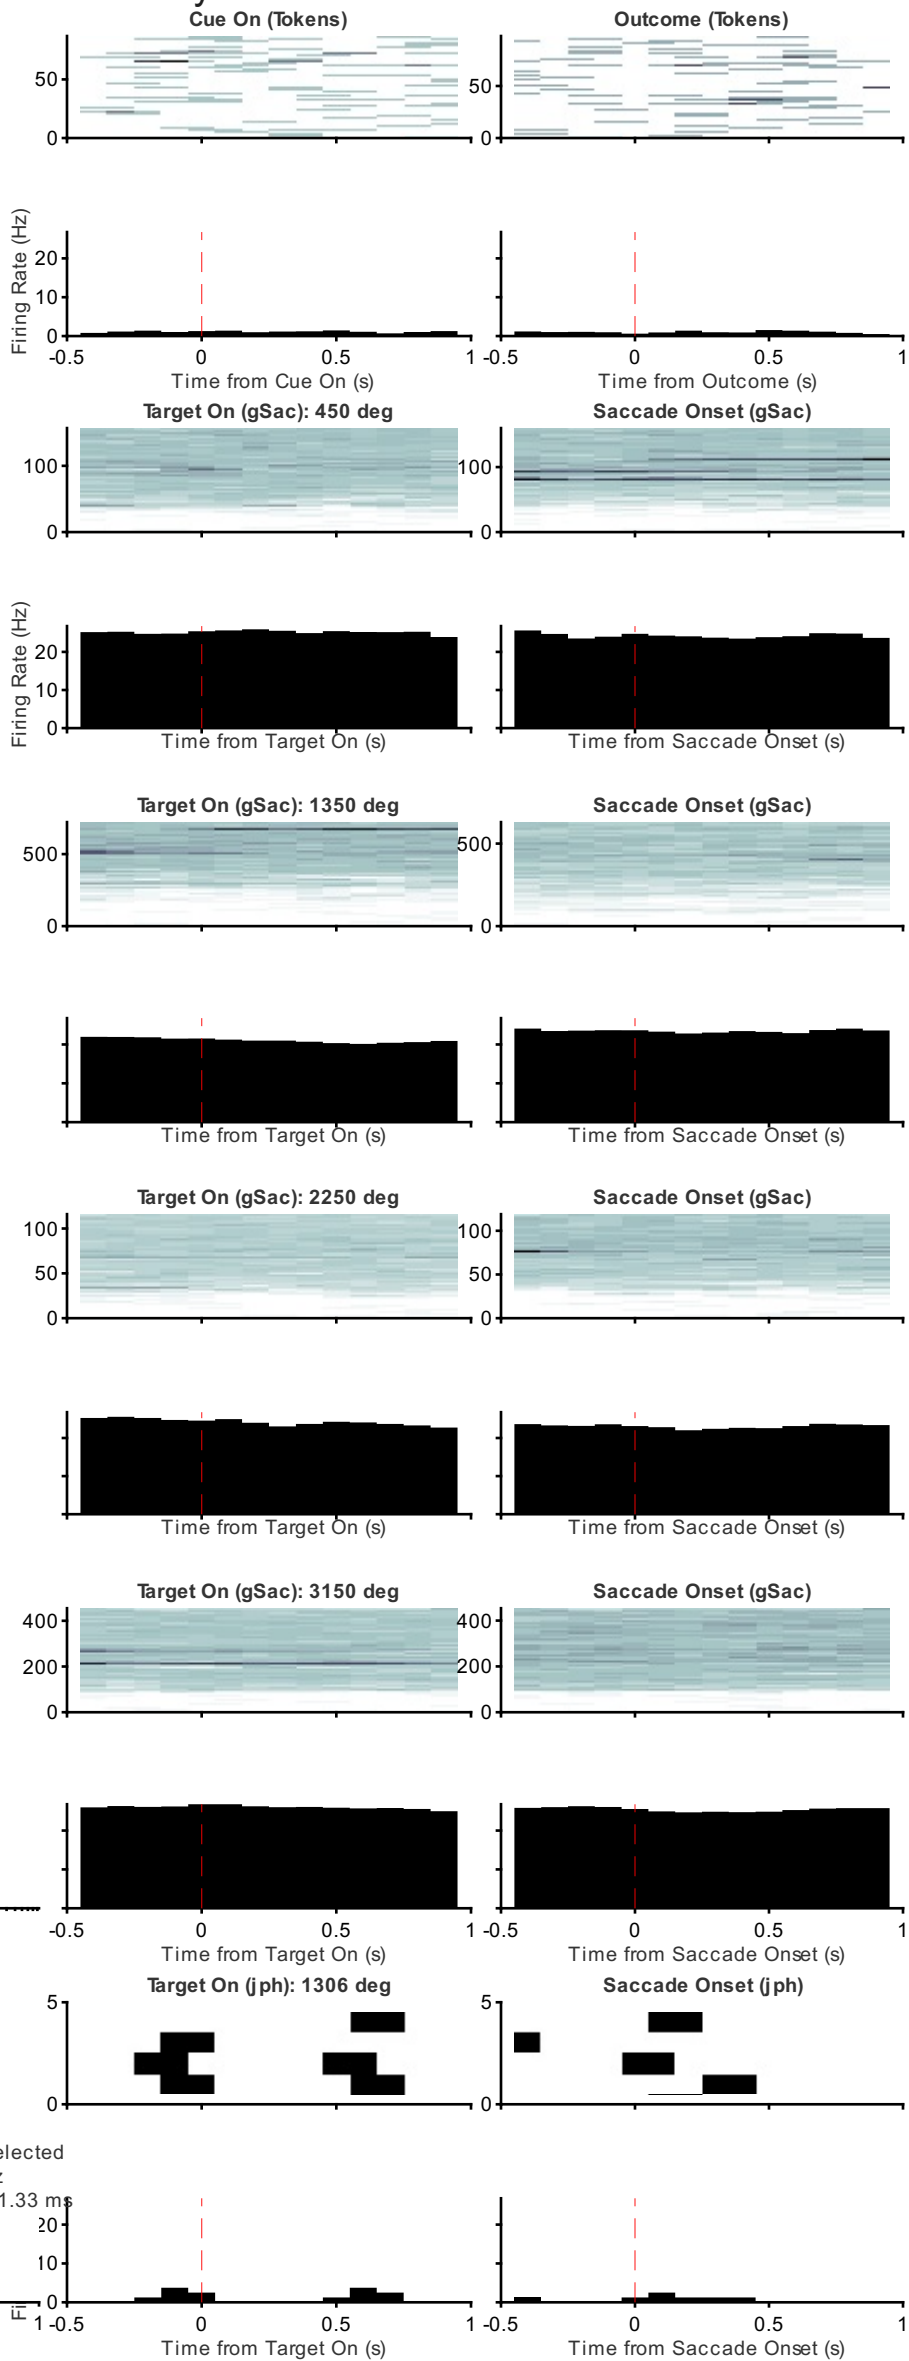 Cue On (Tokens) Outcome (Tokens)
50 50
0 0
Firing Rate (Hz)
20
10
0
-0.5 0 0.5 1 -0.5 0 0.5 1
Time from Cue On (s) Time from Outcome (s)
Target On (gSac): 450 deg Saccade Onset (gSac)
100 100
0 0
Firing Rate (Hz)
20
10
0
Time from Target On (s) Time from Saccade Onset (s)
Target On (gSac): 1350 deg Saccade Onset (gSac)
500 500
0 0
Time from Target On (s) Time from Saccade Onset (s)
Target On (gSac): 2250 deg Saccade Onset (gSac)
100 100
50 50
0 0
Time from Target On (s) Time from Saccade Onset (s)
Target On (gSac): 3150 deg Saccade Onset (gSac)
400 400
200 200
0 0
-0.5 0 0.5 1 -0.5 0 0.5 1
Time from Target On (s) Time from Saccade Onset (s)
Target On (jph): 1306 deg Saccade Onset (jph)
5 5
0 0
elected
z
1.33 ms
20
10
0
Fi
1 -0.5 0 0.5 1 -0.5 0 0.5 1
Time from Target On (s) Time from Saccade Onset (s)